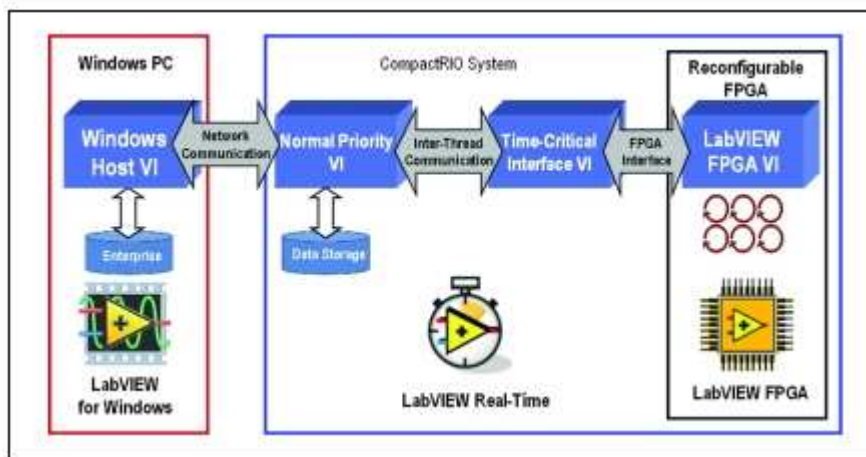 Windows PC
CompactRIO System
Reconfigurable
FPGA
Windows
Host VI
Network
Communication
Normal Priority
VI
Inter-Thread
Communication
Time-Critical
Interface VI
FPGA
Interface
LabVIEW
FPGA VI
Enterprise
Data Storage
LabVIEW
for Windows
LabVIEW Real-Time
LabVIEW FPGA